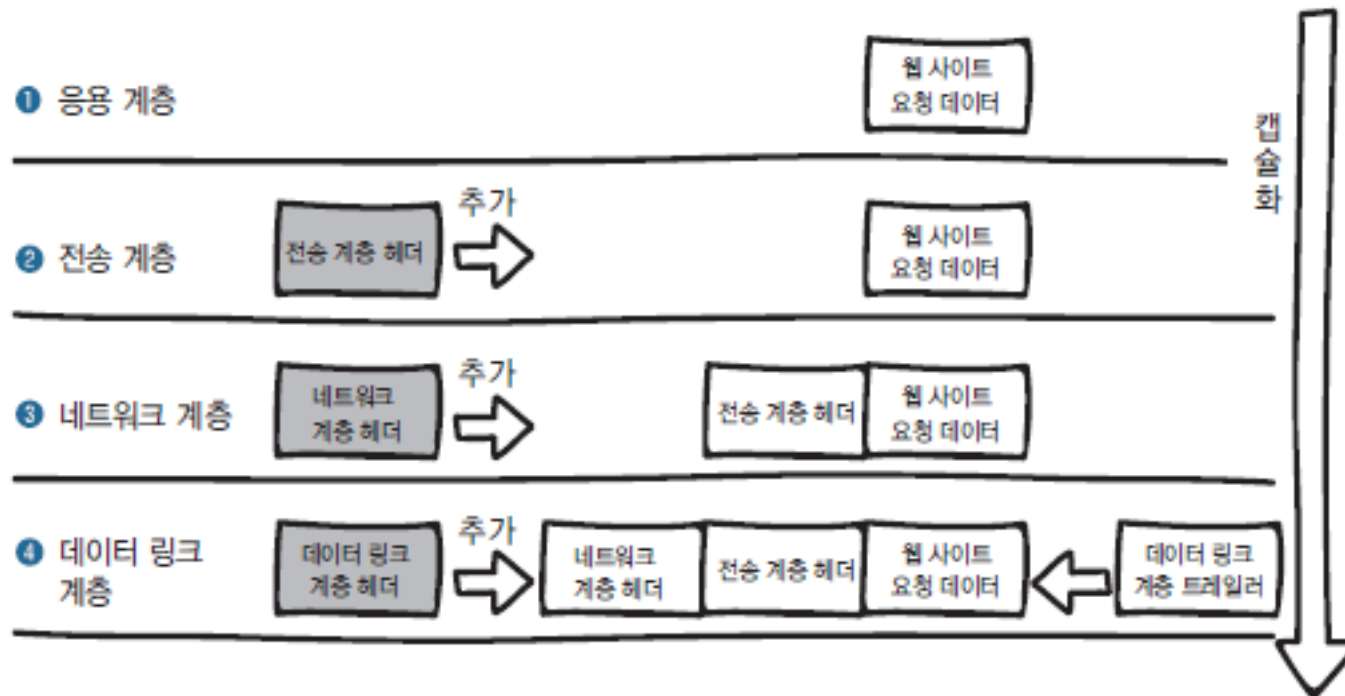 ❶ 응용 계층
웹 사이트
요청 데이터
캡슐화
❷ 전송 계층
전송 계층 헤더
추가
웹 사이트
요청 데이터
❸ 네트워크 계층
네트워크
계층 헤더
추가
전송 계층 헤더
웹 사이트
요청 데이터
❹ 데이터 링크
계층
데이터 링크
계층 헤더
추가
네트워크
계층 헤더
전송 계층 헤더
웹 사이트
요청 데이터
데이터 링크
계층 트레일러